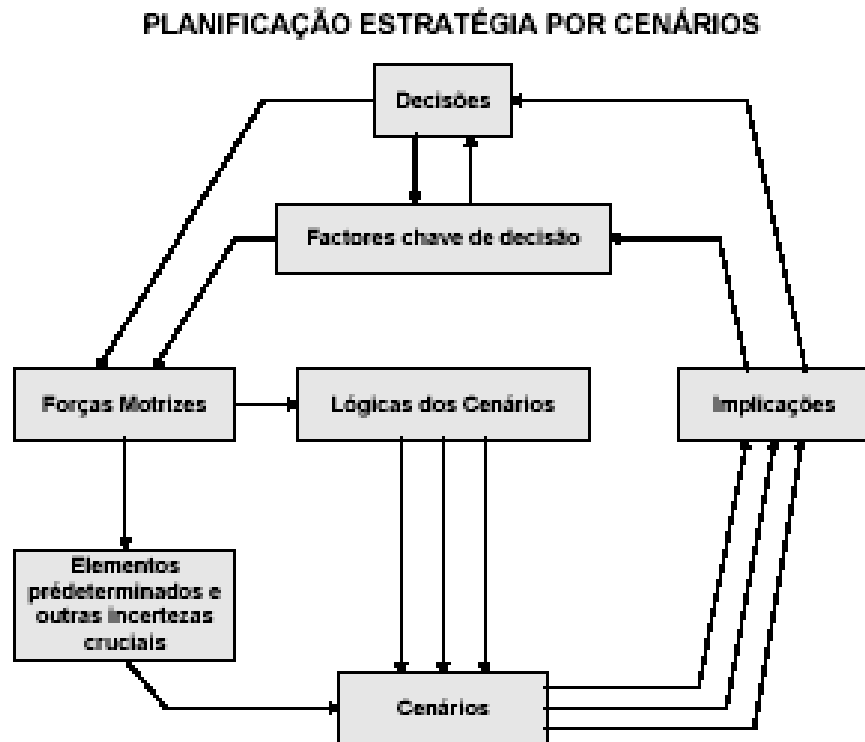 PLANIFICAÇÃO ESTRATÉGIA POR CENÁRIOS
Decisões
Factores chave de decisão
Forças Motrizes
Lógicas dos Cenários
Implicações
Elementos
prédeterminados e
outras incertezas
cruciais
Cenários